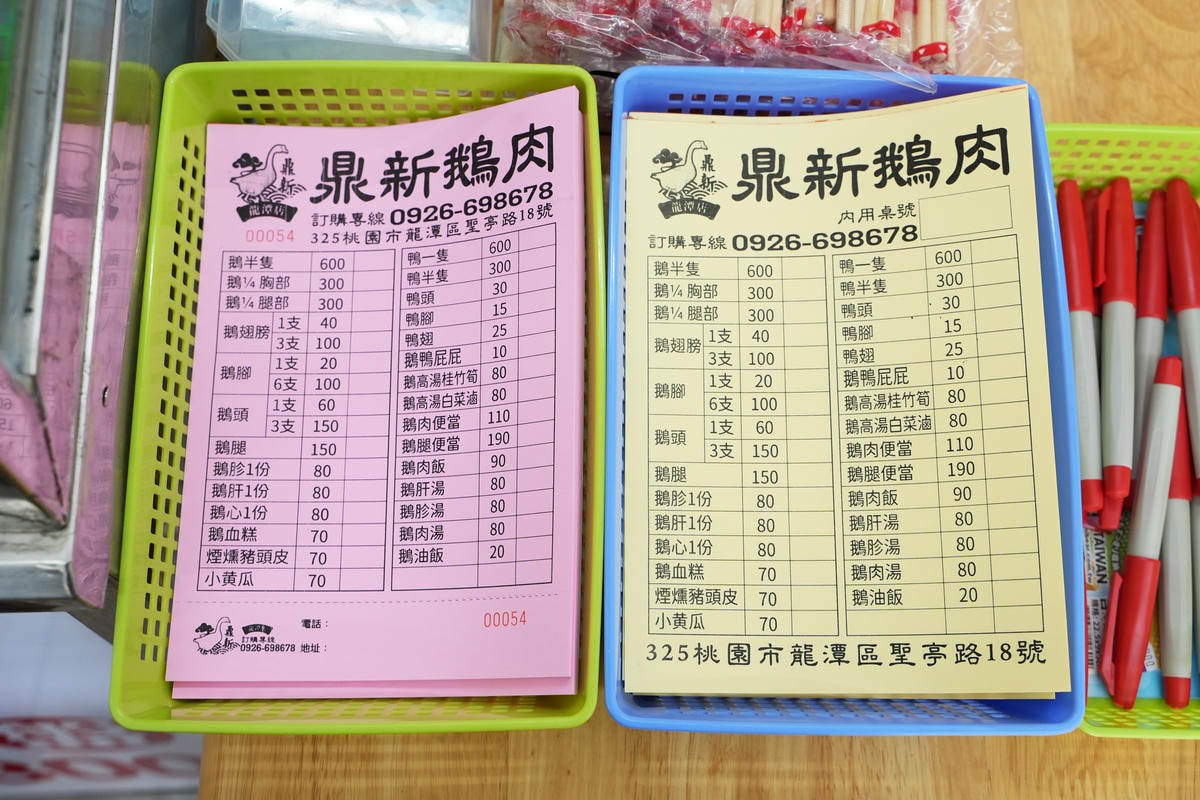 鼎新
龍潭店
鼎新鵝肉
訂購專線 0926-698678
00054 325桃園市龍潭區聖亭路18號
鵝半隻 600
鵝¼ 胸部 300
鵝¼ 腿部 300
鵝翅膀 1支 40
3支 100
鵝腳 1支 20
6支 100
鵝頭 1支 60
3支 150
鵝腿 150
鵝胗1份 80
鵝肝1份 80
鵝心1份 80
鵝血糕 70
煙燻豬頭皮 70
小黃瓜 70
鴨一隻 600
鴨半隻 300
鴨頭 30
鴨腳 15
鴨翅 25
鵝鴨屁屁 10
鵝高湯桂竹筍 80
鵝高湯白菜滷 80
鵝肉便當 110
鵝腿便當 190
鵝肉飯 90
鵝肝湯 80
鵝胗湯 80
鵝肉湯 80
鵝油飯 20
鼎新
訂購專線
0926-698678
電話：
地址：
00054
鼎新
龍潭店
鼎新鵝肉
內用桌號
訂購專線 0926-698678
鵝半隻 600
鵝¼ 胸部 300
鵝¼ 腿部 300
鵝翅膀 1支 40
3支 100
鵝腳 1支 20
6支 100
鵝頭 1支 60
3支 150
鵝腿 150
鵝胗1份 80
鵝肝1份 80
鵝心1份 80
鵝血糕 70
煙燻豬頭皮 70
小黃瓜 70
鴨一隻 600
鴨半隻 300
鴨頭 30
鴨腳 15
鴨翅 25
鵝鴨屁屁 10
鵝高湯桂竹筍 80
鵝高湯白菜滷 80
鵝肉便當 110
鵝腿便當 190
鵝肉飯 90
鵝肝湯 80
鵝胗湯 80
鵝肉湯 80
鵝油飯 20
325桃園市龍潭區聖亭路18號
TAIWAN